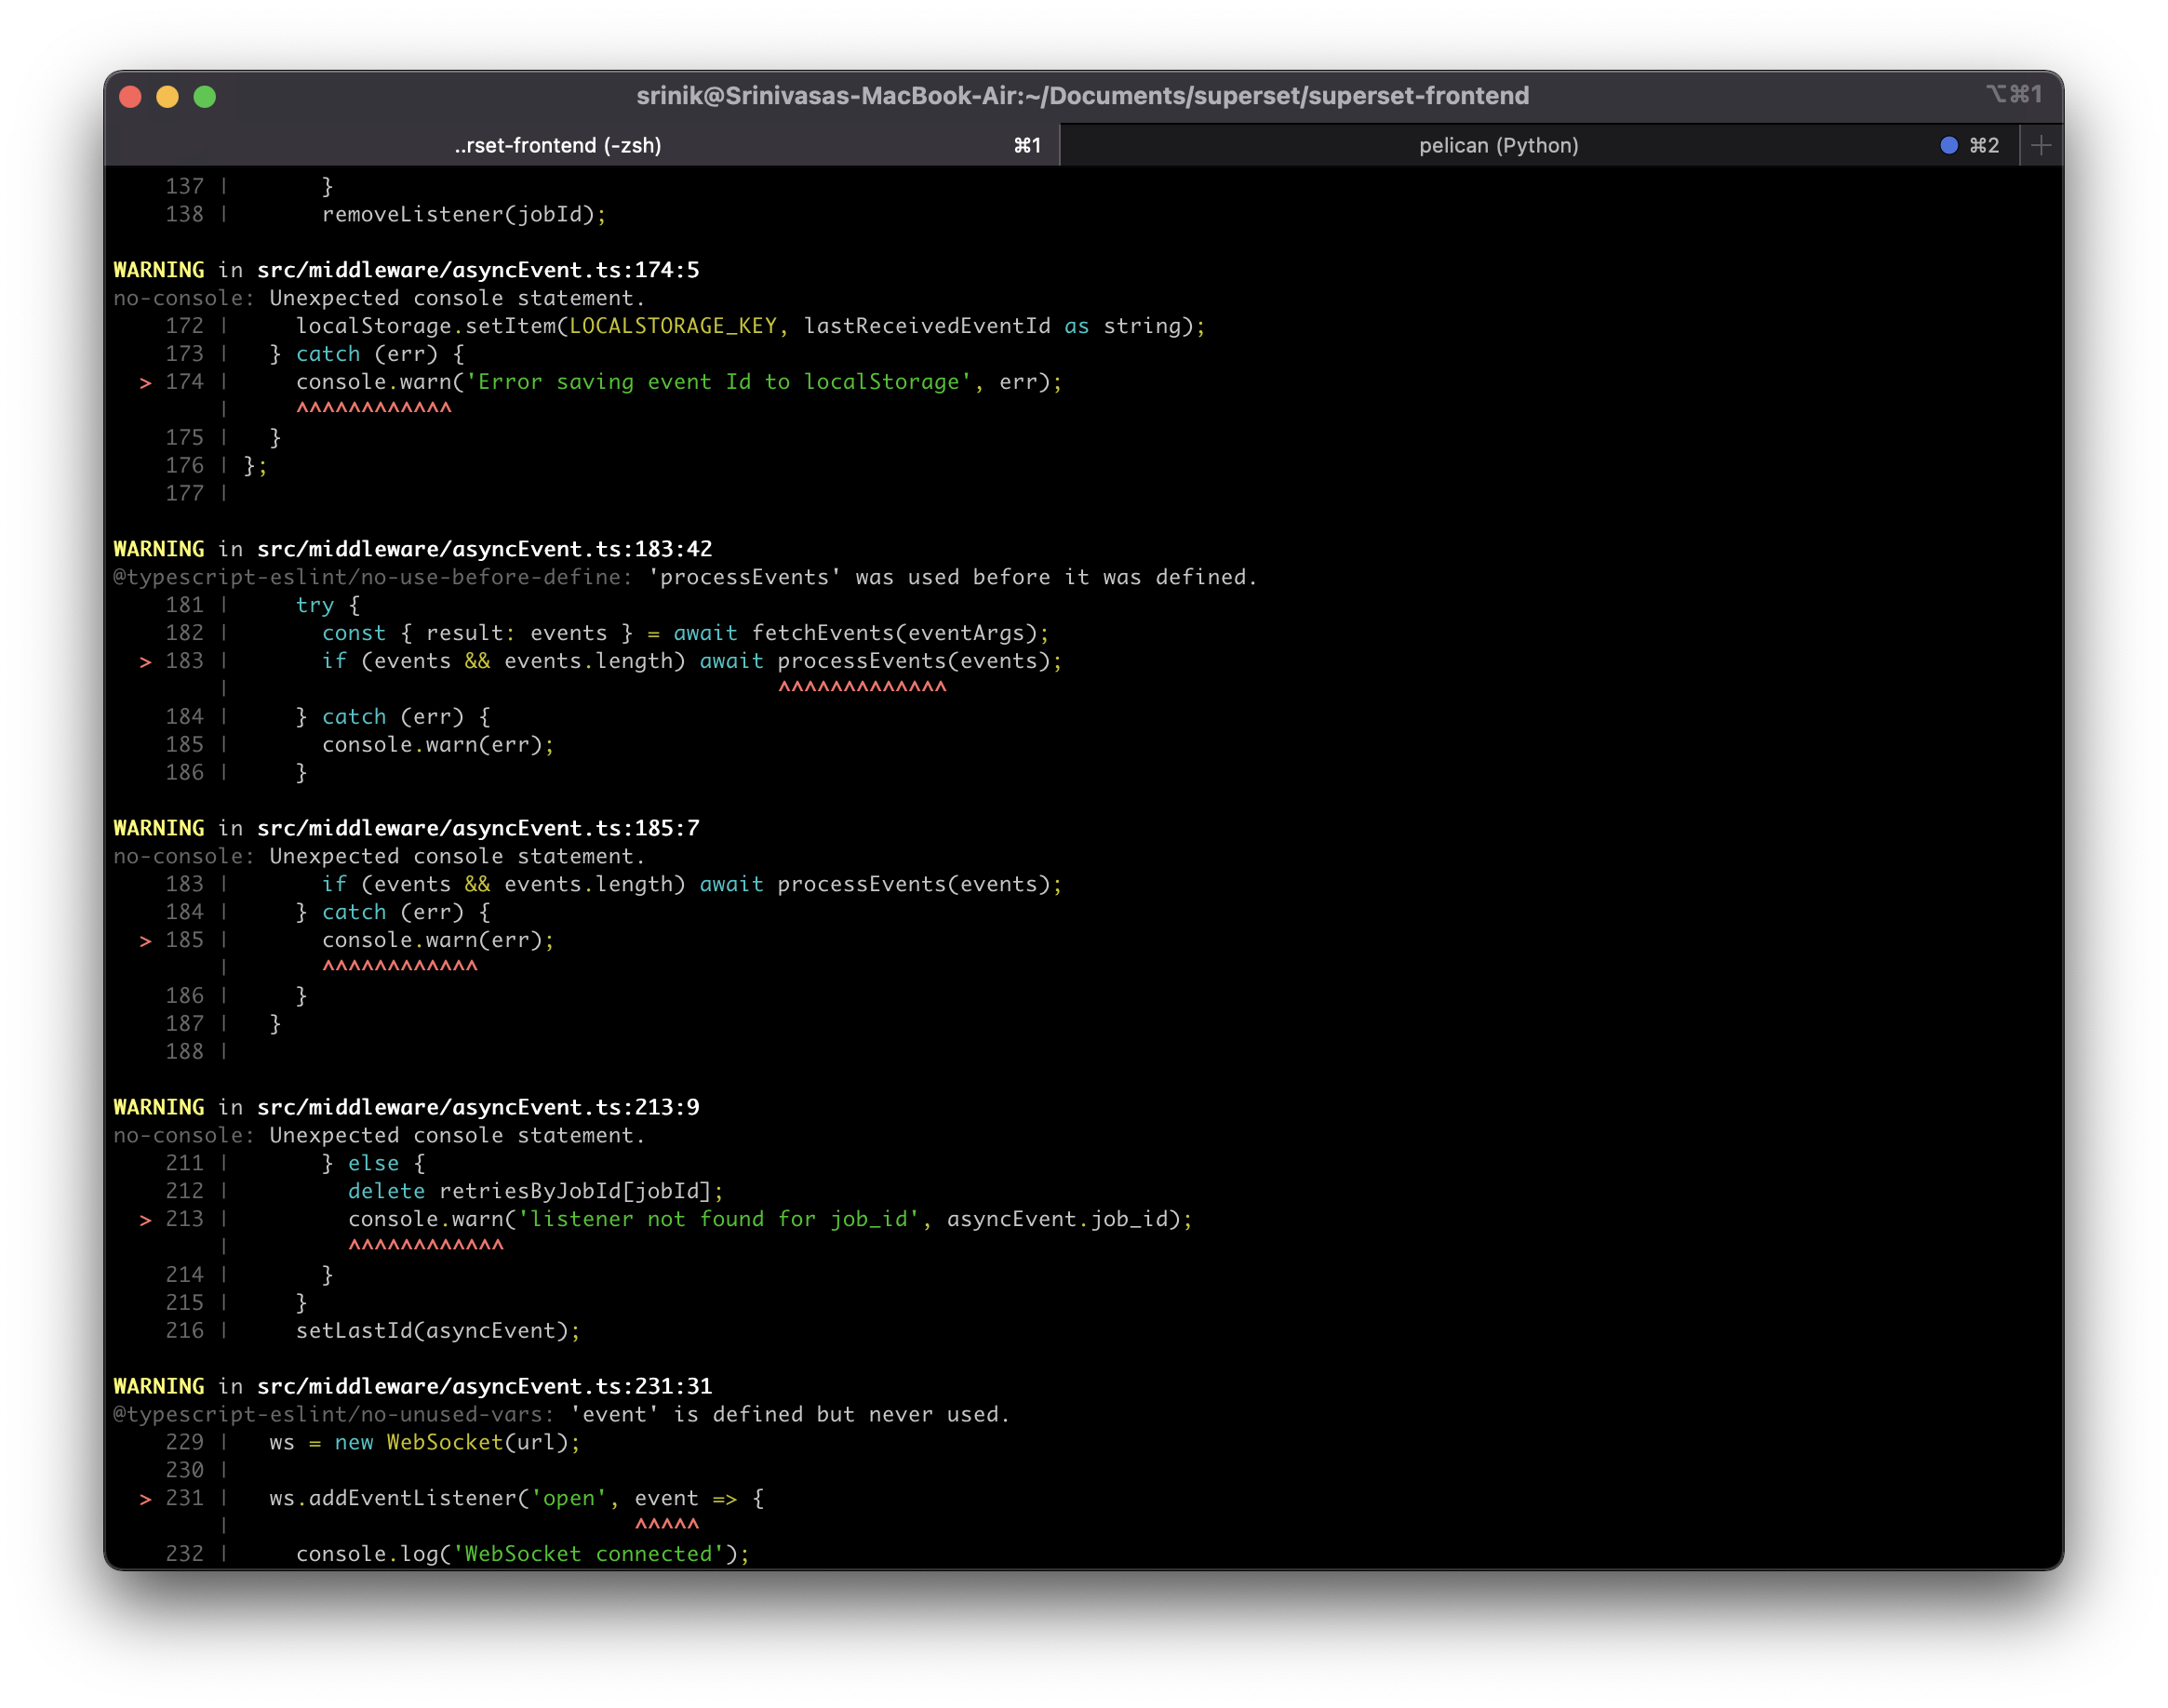 srinik@Srinivasas-MacBook-Air:~/Documents/superset/superset-frontend ⌥⌘1
..rset-frontend (-zsh) ⌘1 pelican (Python) ⌘2
137 |       }
138 |       removeListener(jobId);
WARNING in src/middleware/asyncEvent.ts:174:5
no-console: Unexpected console statement.
172 |     localStorage.setItem(LOCALSTORAGE_KEY, lastReceivedEventId as string);
173 |   } catch (err) {
> 174 |     console.warn('Error saving event Id to localStorage', err);
|     ^^^^^^^^^^^^
175 |   }
176 | };
177 |
WARNING in src/middleware/asyncEvent.ts:183:42
@typescript-eslint/no-use-before-define: 'processEvents' was used before it was defined.
181 |     try {
182 |       const { result: events } = await fetchEvents(eventArgs);
> 183 |       if (events && events.length) await processEvents(events);
|                                          ^^^^^^^^^^^^^
184 |     } catch (err) {
185 |       console.warn(err);
186 |     }
WARNING in src/middleware/asyncEvent.ts:185:7
no-console: Unexpected console statement.
183 |       if (events && events.length) await processEvents(events);
184 |     } catch (err) {
> 185 |       console.warn(err);
|       ^^^^^^^^^^^^
186 |     }
187 |   }
188 |
WARNING in src/middleware/asyncEvent.ts:213:9
no-console: Unexpected console statement.
211 |       } else {
212 |         delete retriesByJobId[jobId];
> 213 |         console.warn('listener not found for job_id', asyncEvent.job_id);
|         ^^^^^^^^^^^^
214 |       }
215 |     }
216 |     setLastId(asyncEvent);
WARNING in src/middleware/asyncEvent.ts:231:31
@typescript-eslint/no-unused-vars: 'event' is defined but never used.
229 |   ws = new WebSocket(url);
230 |
> 231 |   ws.addEventListener('open', event => {
|                               ^^^^^
232 |     console.log('WebSocket connected');